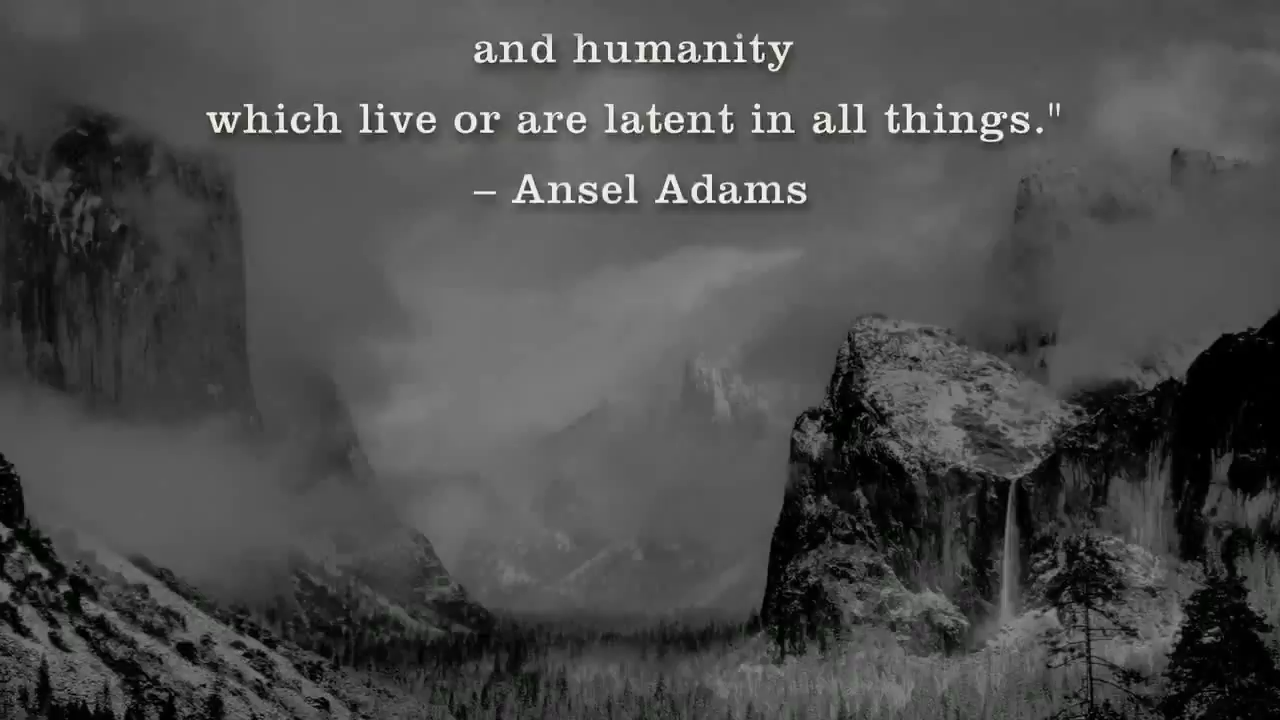 and humanity
which live or are latent in all things."
– Ansel Adams